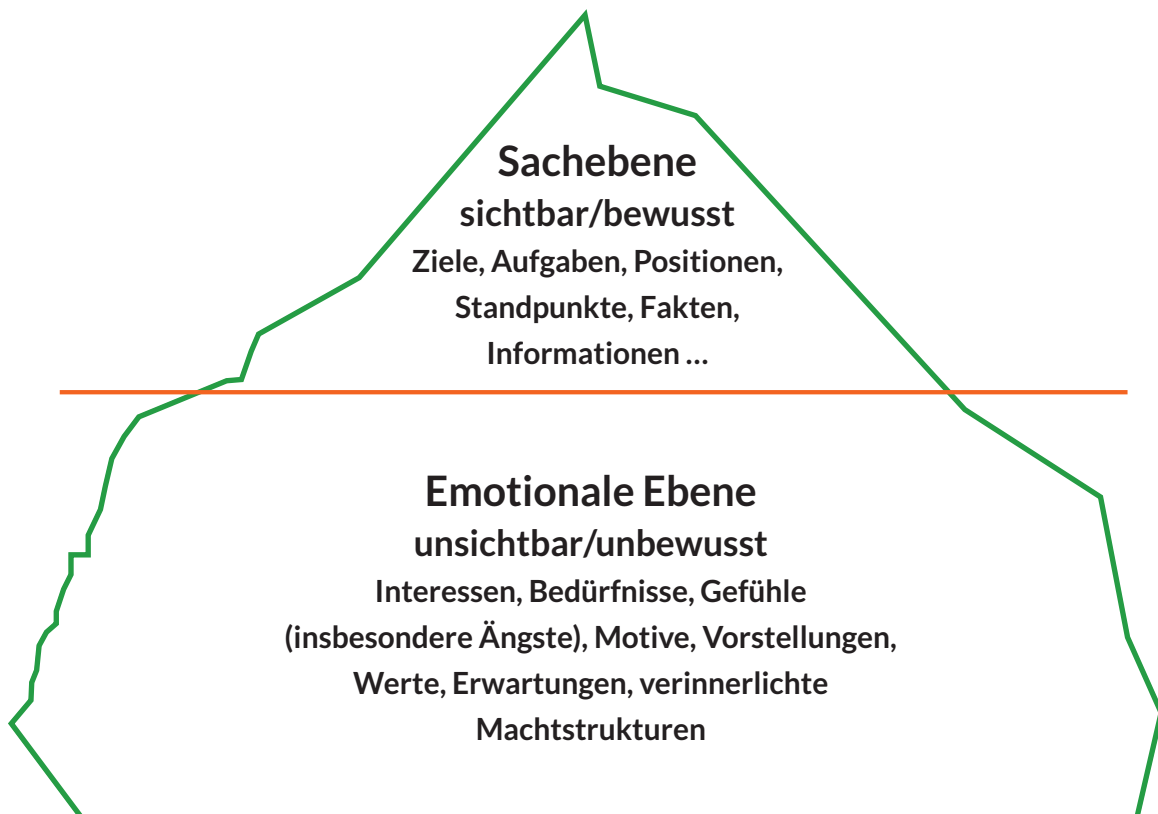 Sachebene
sichtbar/bewusst
Ziele, Aufgaben, Positionen,
Standpunkte, Fakten,
Informationen ...
Emotionale Ebene
unsichtbar/unbewusst
Interessen, Bedürfnisse, Gefühle
(insbesondere Ängste), Motive, Vorstellungen,
Werte, Erwartungen, verinnerlichte
Machtstrukturen